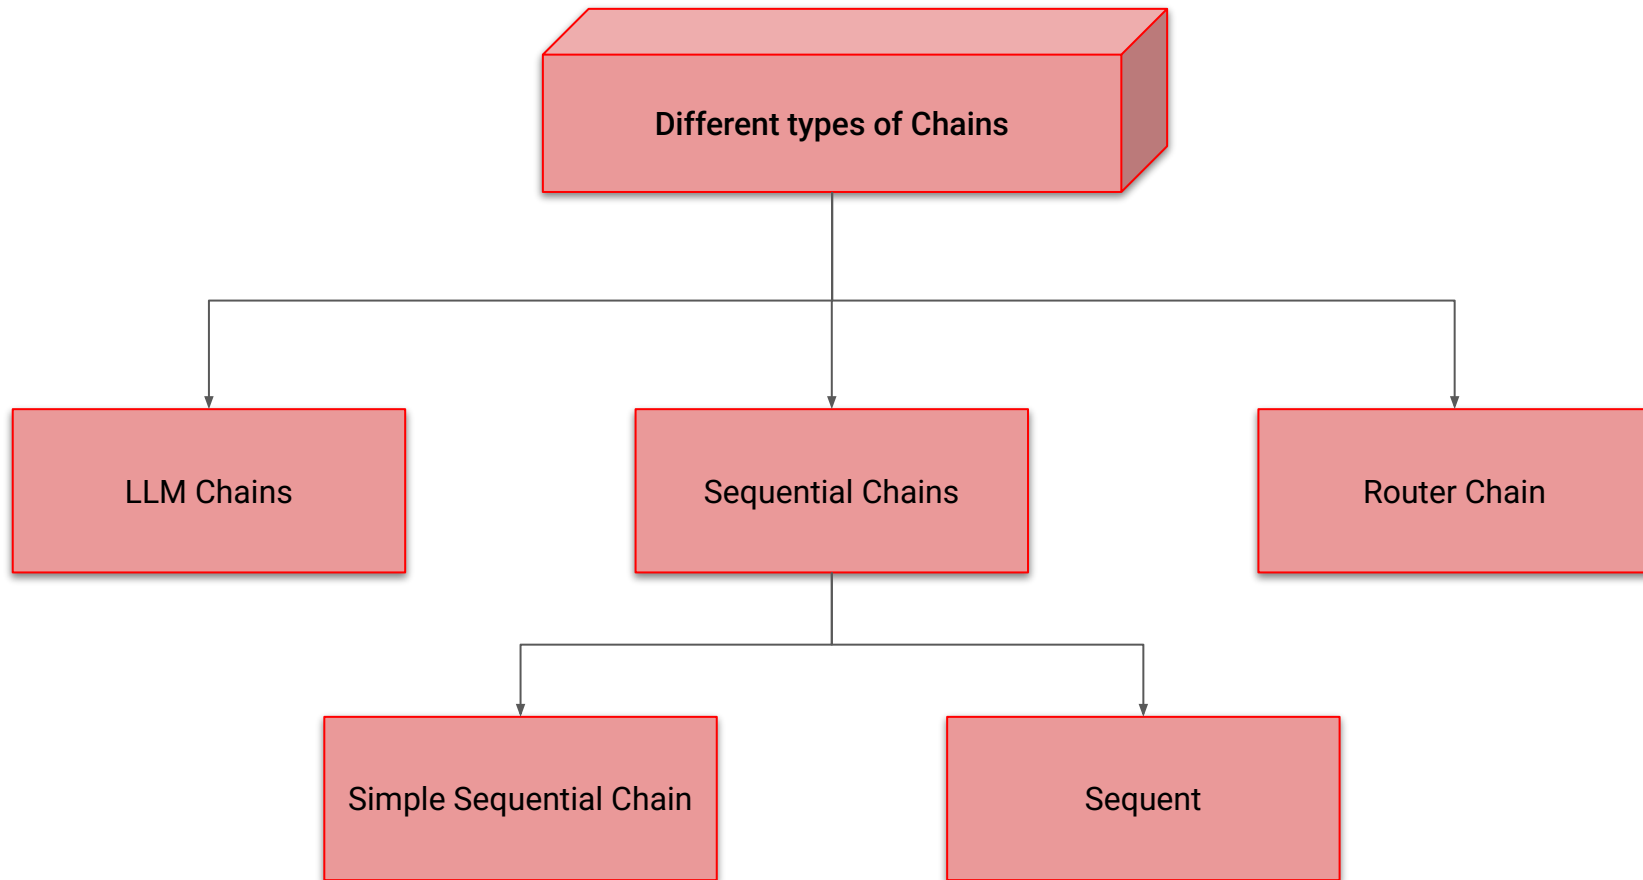 Different types of Chains
LLM Chains
Sequential Chains
Router Chain
Simple Sequential Chain
Sequent